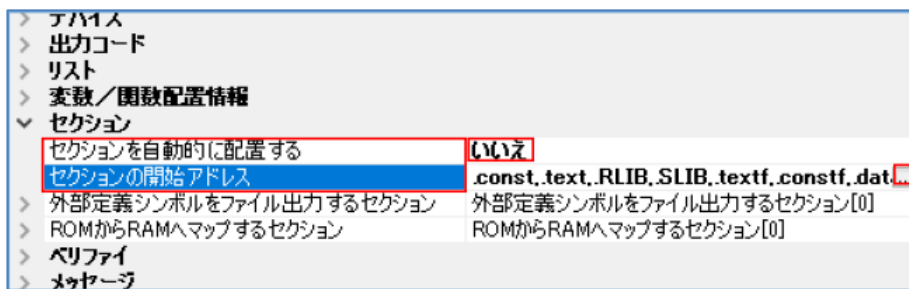 デバイス
出力コード
リスト
変数／関数配置情報
セクション
セクションを自動的に配置する いいえ
セクションの開始アドレス .const,.text,.RLIB,.SLIB,.textf,.constf,.dat...
外部定義シンボルをファイル出力するセクション 外部定義シンボルをファイル出力するセクション[0]
ROMからRAMへマップするセクション ROMからRAMへマップするセクション[0]
ベリファイ
メッセージ